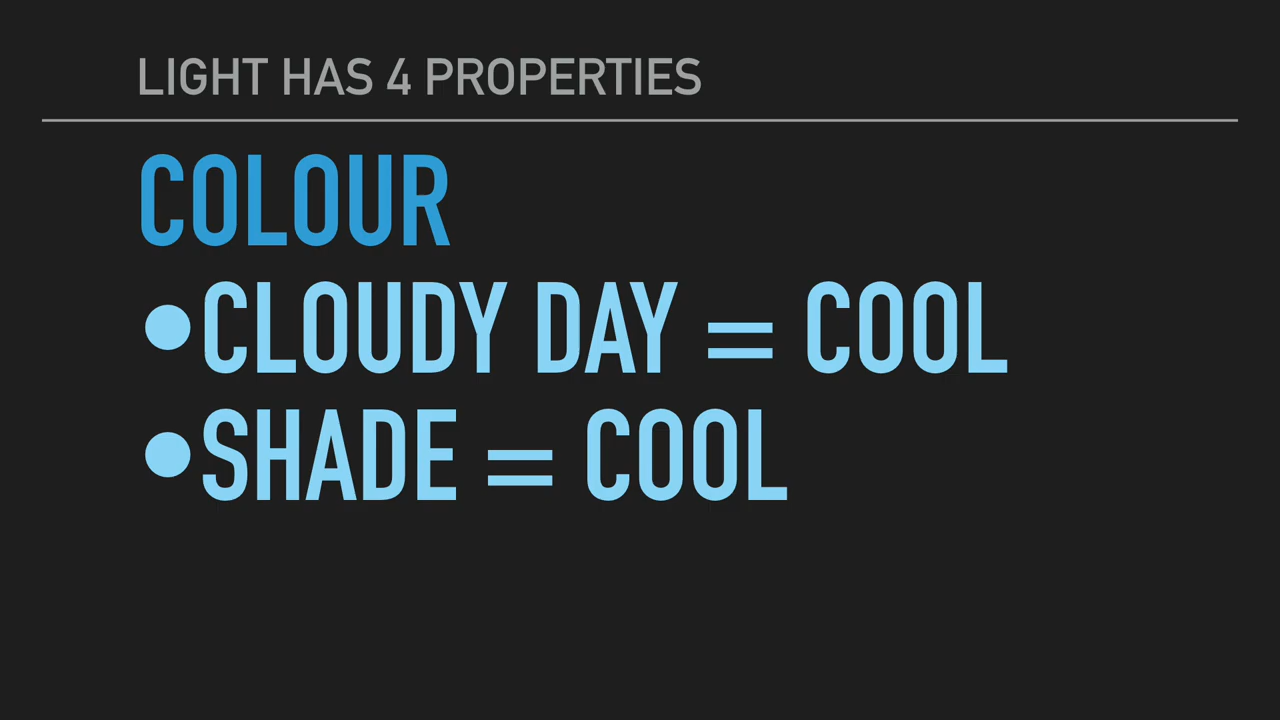 LIGHT HAS 4 PROPERTIES
COLOUR
•CLOUDY DAY = COOL
•SHADE = COOL